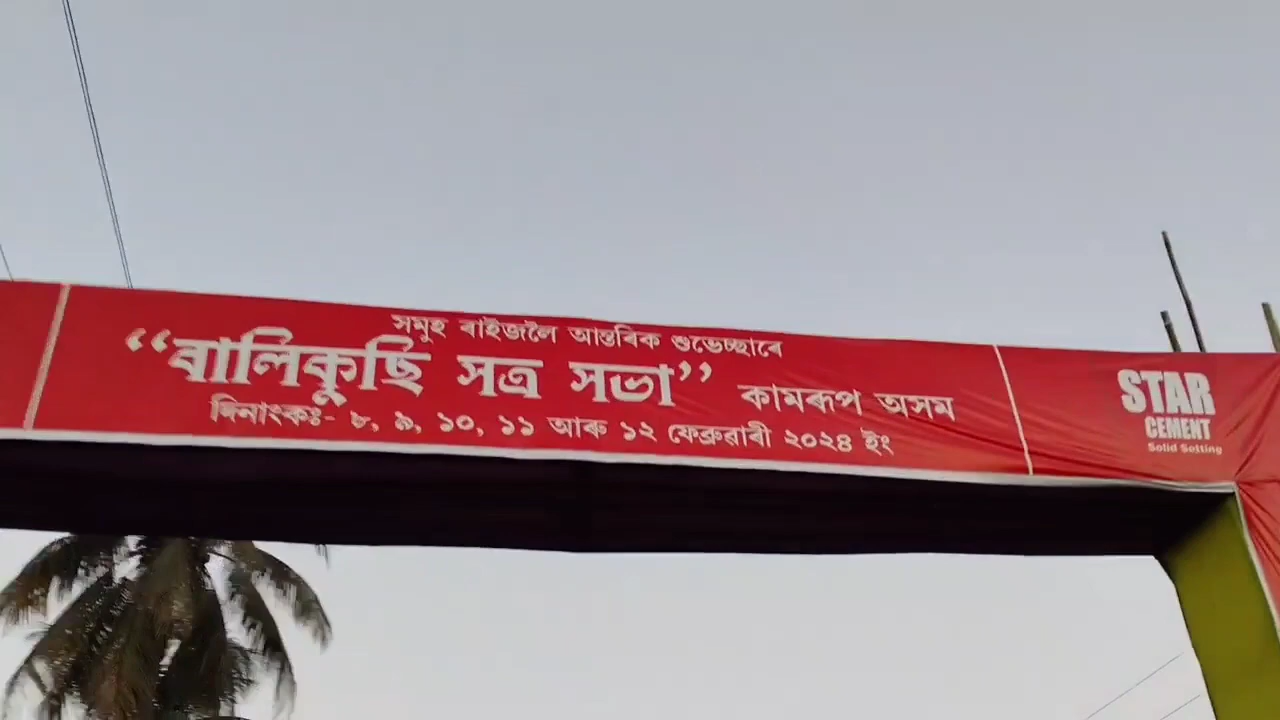 সমূহ ৰাইজলৈ আন্তৰিক শুভেচ্ছাৰে
“বালিকুছি সত্ৰ সভা” কামৰূপ অসম
দিনাংকঃ- ৮, ৯, ১০, ১১ আৰু ১২ ফেব্ৰুৱাৰী ২০২৪ ইং
STAR
CEMENT
Solid Setting